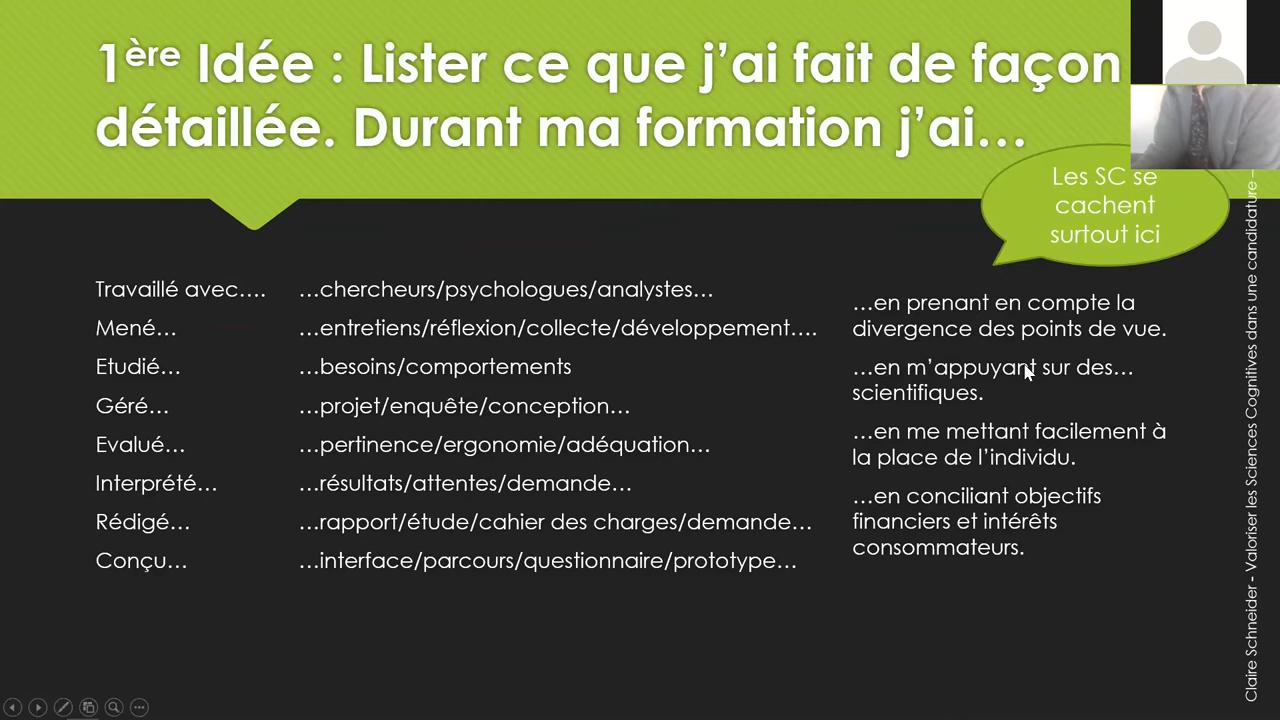 1ère Idée : Lister ce que j’ai fait de façon
détaillée. Durant ma formation j’ai…
Les SC se
cachent
surtout ici
Travaillé avec…. …chercheurs/psychologues/analystes…
Mené… …entretiens/réflexion/collecte/développement….
Etudié… …besoins/comportements
Géré… …projet/enquête/conception…
Evalué… …pertinence/ergonomie/adéquation…
Interprété… …résultats/attentes/demande…
Rédigé… …rapport/étude/cahier des charges/demande…
Conçu… …interface/parcours/questionnaire/prototype…
…en prenant en compte la
divergence des points de vue.
…en m’appuyant sur des…
scientifiques.
…en me mettant facilement à
la place de l’individu.
…en conciliant objectifs
financiers et intérêts
consommateurs.
Claire Schneider - Valoriser les Sciences Cognitives dans une candidature –